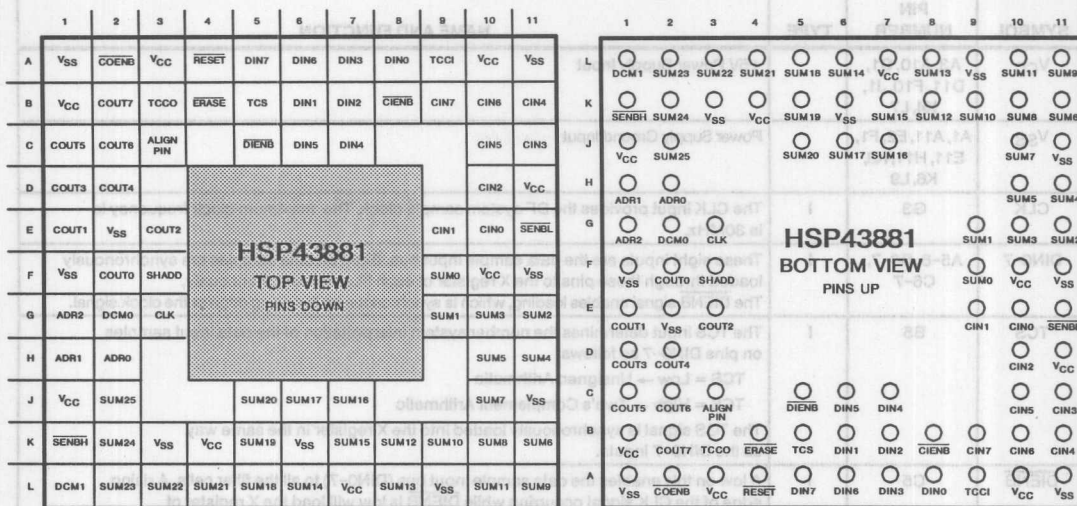 1 2 3 4 5 6 7 8 9 10 11
A VSS COENB VCC RESET DIN7 DIN6 DIN3 DIN0 TCCI VCC VSS
B VCC COUT7 TCCO ERASE TCS DIN1 DIN2 CIENB CIN7 CIN6 CIN4
C COUT5 COUT6 ALIGN PIN DIENB DIN5 DIN4 CIN5 CIN3
D COUT3 COUT4 CIN2 VCC
E COUT1 VSS COUT2 CIN1 CIN0 SENBL
F VSS COUT0 SHADD SUM0 VCC VSS
G ADR2 DCM0 CLK SUM1 SUM3 SUM2
H ADR1 ADR0 SUM5 SUM4
J VCC SUM25 SUM20 SUM17 SUM16 SUM7 VSS
K SENBH SUM24 VSS VCC SUM19 VSS SUM15 SUM12 SUM10 SUM8 SUM6
L DCM1 SUM23 SUM22 SUM21 SUM18 SUM14 VCC SUM13 VSS SUM11 SUM9
HSP43881
TOP VIEW
PINS DOWN
1 2 3 4 5 6 7 8 9 10 11
DCM1 SUM23 SUM22 SUM21 SUM18 SUM14 VCC SUM13 VSS SUM11 SUM9
K SENBH SUM24 VSS VCC SUM19 VSS SUM15 SUM12 SUM10 SUM8 SUM6
J VCC SUM25 SUM20 SUM17 SUM16 SUM7 VSS
H ADR1 ADR0 SUM5 SUM4
G ADR2 DCM0 CLK SUM1 SUM3 SUM2
F VSS COUT0 SHADD SUM0 VCC VSS
E COUT1 VSS COUT2 CIN1 CIN0 SENBL
D COUT3 COUT4 CIN2 VCC
C COUT5 COUT6 ALIGN PIN DIENB DIN5 DIN4 CIN5 CIN3
B VCC COUT7 TCCO ERASE TCS DIN1 DIN2 CIENB CIN7 CIN6 CIN4
A VSS COENB VCC RESET DIN7 DIN6 DIN3 DIN0 TCCI VCC VSS
HSP43881
BOTTOM VIEW
PINS UP